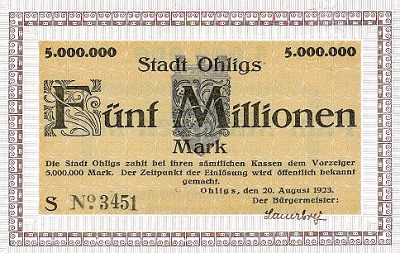 5.000.000 5.000.000
Stadt Ohligs
Fünf Millionen
Mark
Die Stadt Ohligs zahlt bei ihren sämtlichen Kassen dem Vorzeiger
5.000.000 Mark. Der Zeitpunkt der Einlösung wird öffentlich bekannt
gemacht.
Ohligs, den 20. August 1923.
Der Bürgermeister:
S No 3451